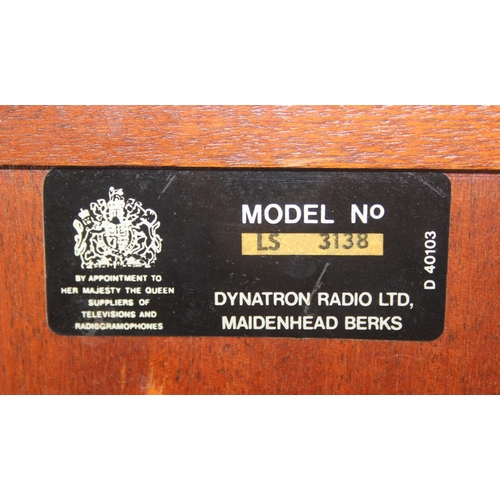 BY APPOINTMENT TO
HER MAJESTY THE QUEEN
SUPPLIERS OF
TELEVISIONS AND
RADIOGRAMOPHONES
MODEL No
LS 3138
DYNATRON RADIO LTD,
MAIDENHEAD BERKS
D 40103